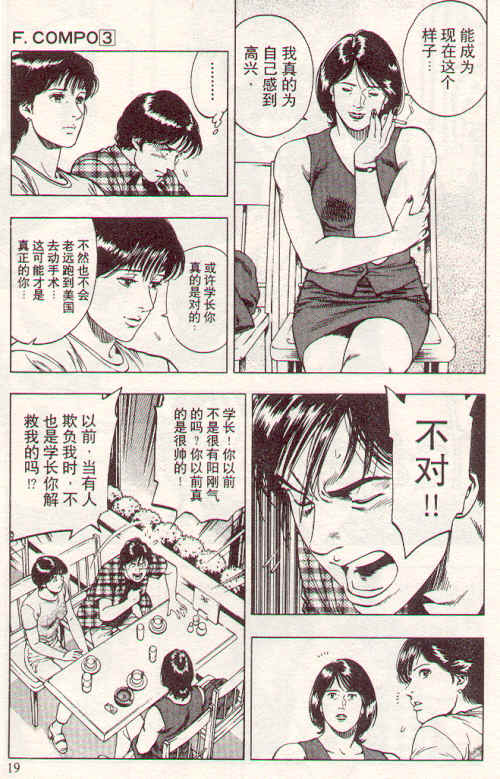 F. COMPO 3
能成为
现在这个
样子…
我真的为
自己感到
高兴．
………
或许学长你
真的是对的…
不然也不会
老远跑到美国
去动手术…
这可能才是
真正的你…
不对!!
学长！你以前
不是很有阳刚气
的吗？你以前真
的是很帅的！
以前，当有人
欺负我时，不
也是学长你解
救我的吗!?
19